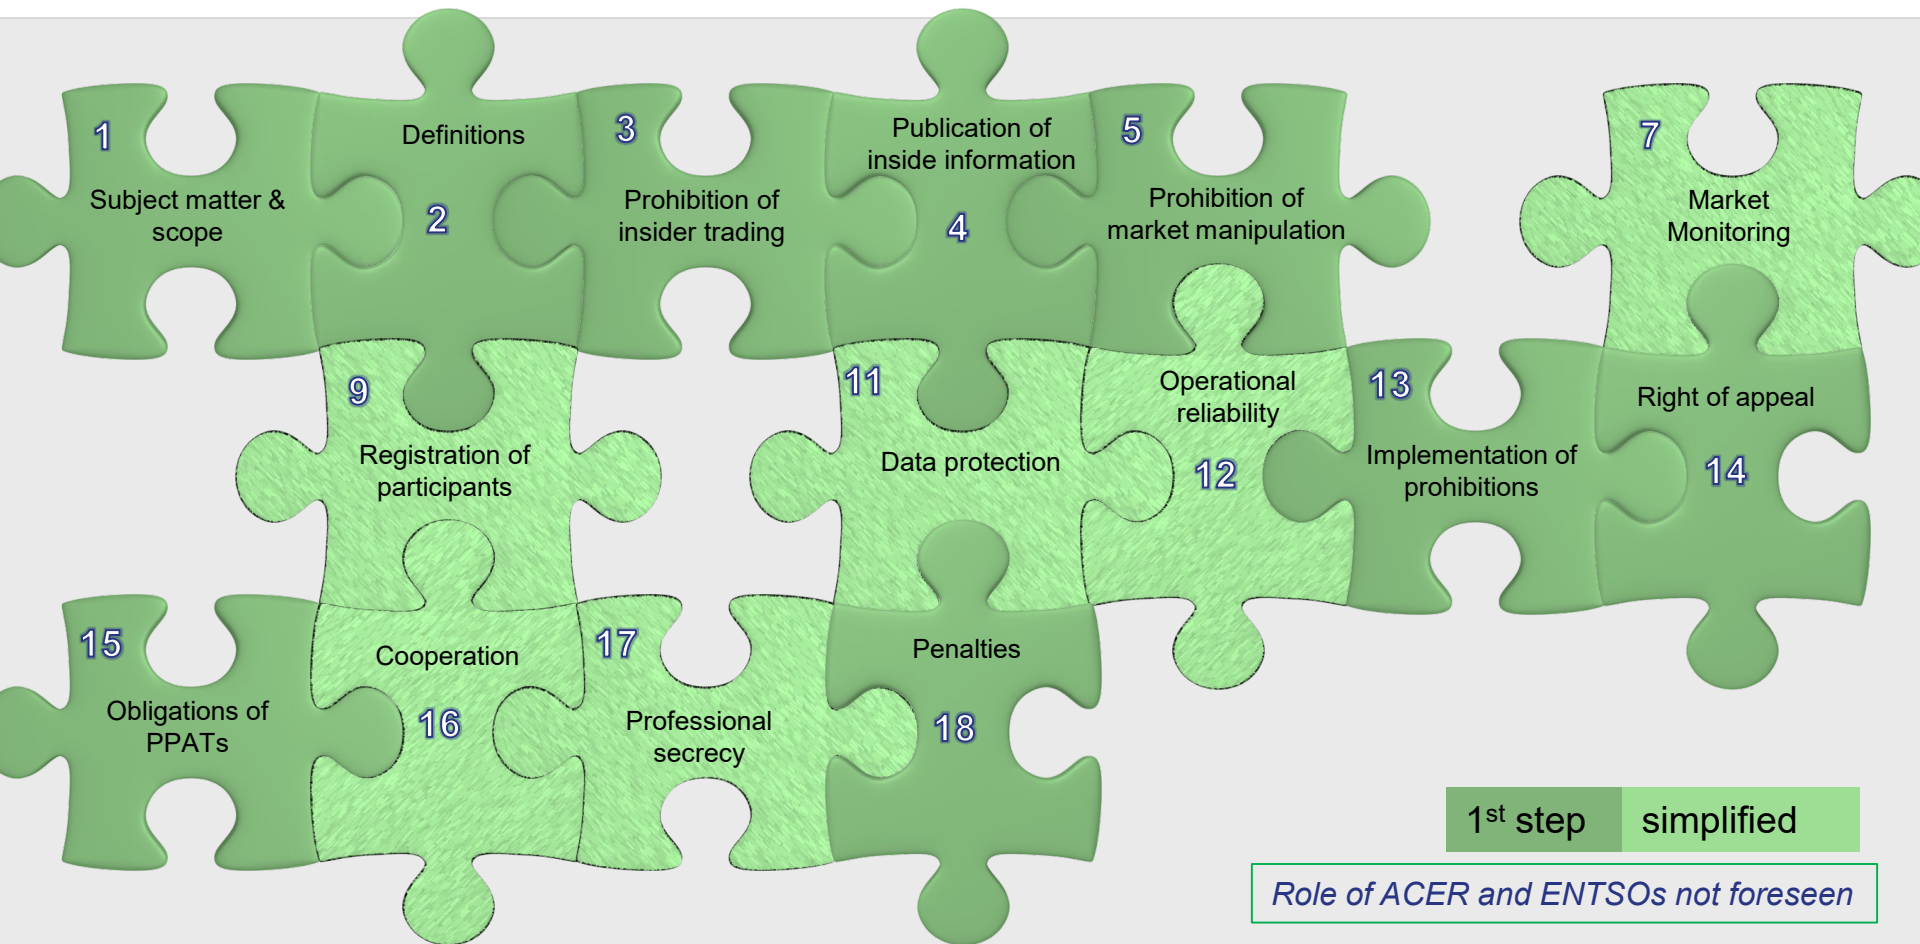 1
Subject matter &
scope
Definitions
2
3
Prohibition of
insider trading
Publication of
inside information
4
5
Prohibition of
market manipulation
7
Market
Monitoring
9
Registration of
participants
11
Data protection
Operational
reliability
12
13
Implementation of
prohibitions
Right of appeal
14
15
Obligations of
PPATs
Cooperation
16
17
Professional
secrecy
Penalties
18
1st step
simplified
Role of ACER and ENTSOs not foreseen